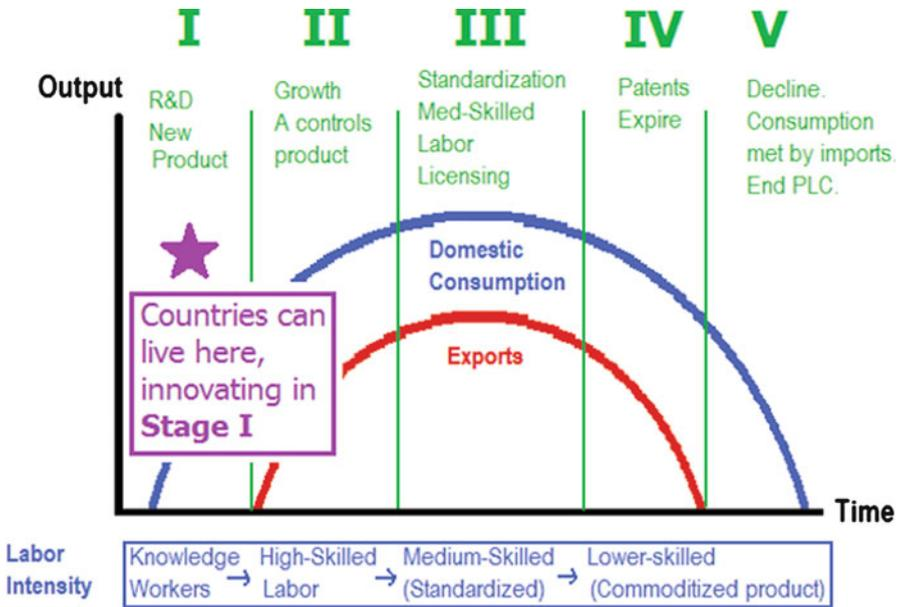 I II III IV V
Output
R&D
New
Product
Growth
A controls
product
Standardization
Med-Skilled
Labor
Licensing
Patents
Expire
Decline.
Consumption
met by imports.
End PLC.
Domestic
Consumption
Countries can
live here,
innovating in
Stage I
Exports
Time
Labor
Intensity
Knowledge
Workers →
High-Skilled
Labor →
Medium-Skilled
(Standardized) →
Lower-skilled
(Commoditized product)